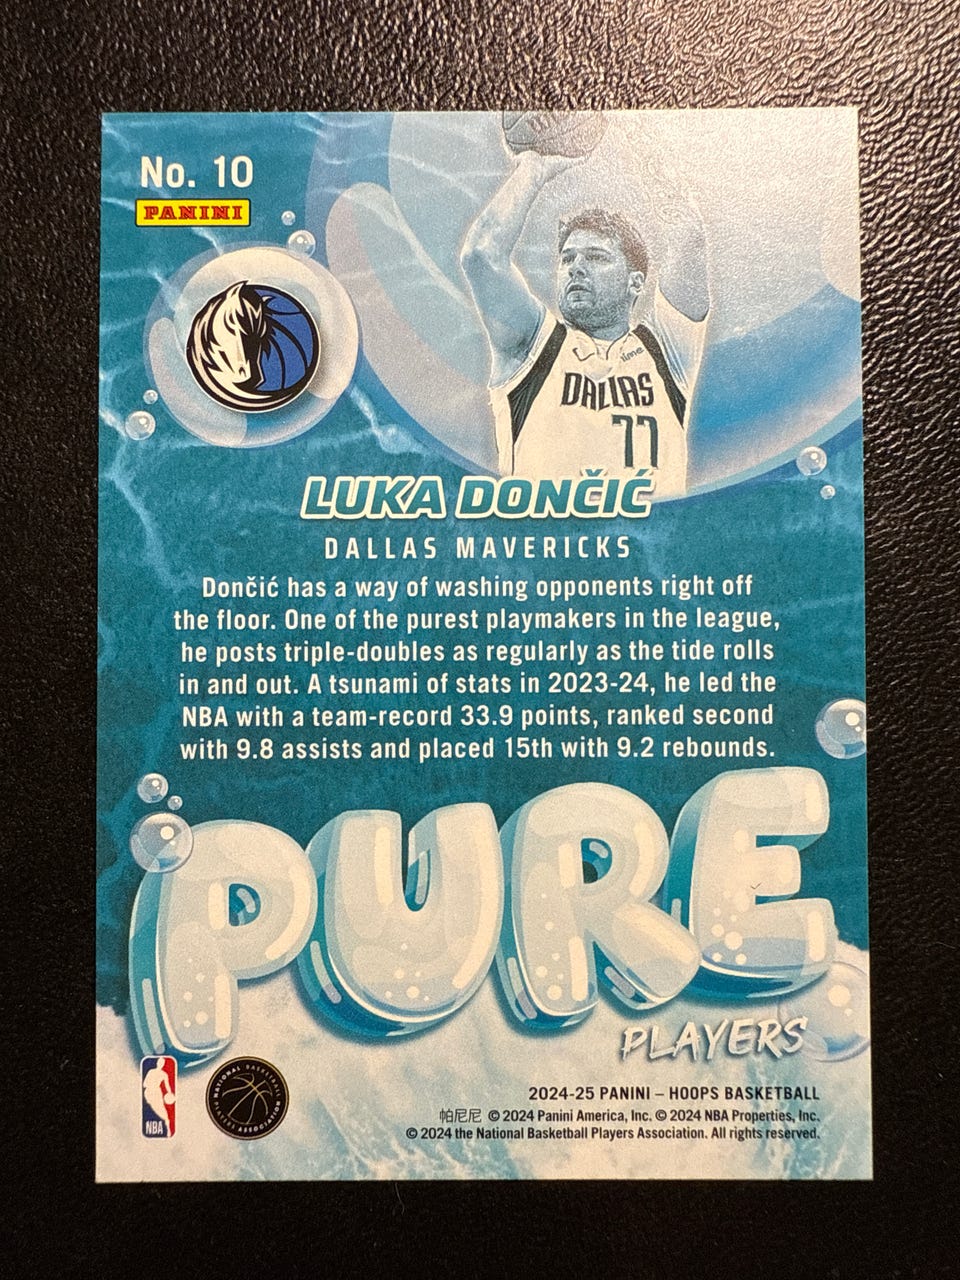 No. 10
PANINI
time
DALLAS
77
LUKA DONČIĆ
DALLAS MAVERICKS
Dončić has a way of washing opponents right off
the floor. One of the purest playmakers in the league,
he posts triple-doubles as regularly as the tide rolls
in and out. A tsunami of stats in 2023-24, he led the
NBA with a team-record 33.9 points, ranked second
with 9.8 assists and placed 15th with 9.2 rebounds.
PURE
PLAYERS
NBA
NATIONAL BASKETBALL PLAYERS ASSOCIATION
2024-25 PANINI – HOOPS BASKETBALL
帕尼尼 © 2024 Panini America, Inc. © 2024 NBA Properties, Inc.
© 2024 the National Basketball Players Association. All rights reserved.